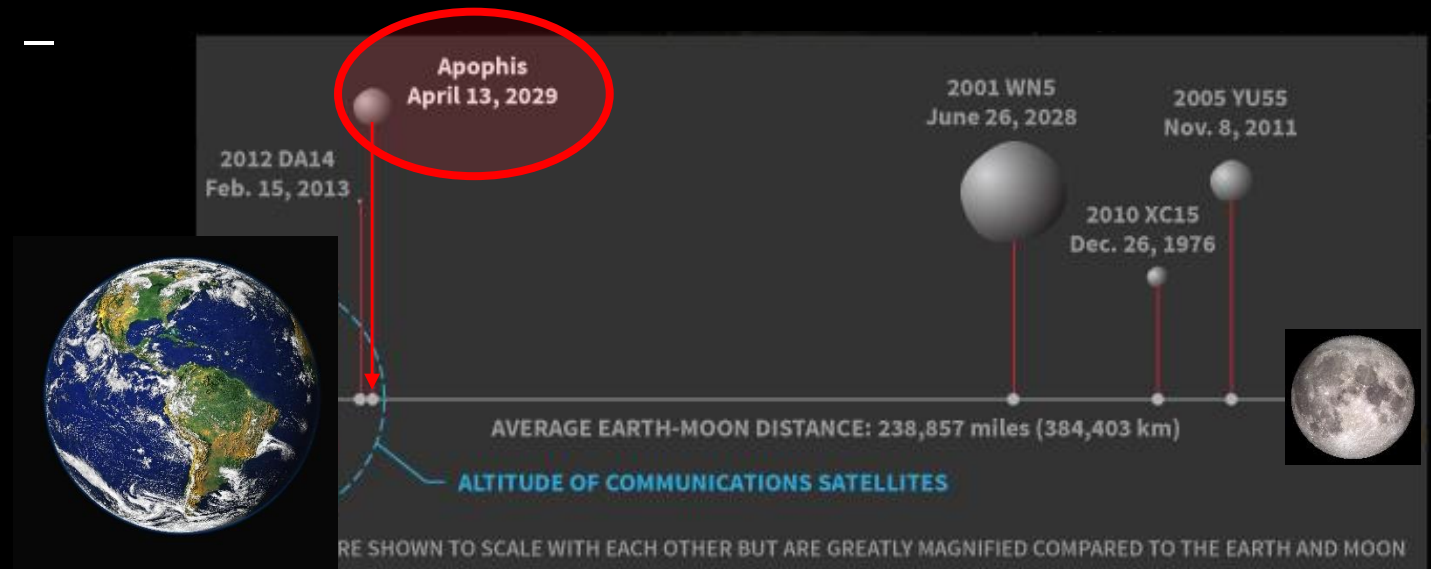 Apophis
April 13, 2029
2012 DA14
Feb. 15, 2013
2001 WN5
June 26, 2028
2005 YU55
Nov. 8, 2011
2010 XC15
Dec. 26, 1976
AVERAGE EARTH-MOON DISTANCE: 238,857 miles (384,403 km)
ALTITUDE OF COMMUNICATIONS SATELLITES
RE SHOWN TO SCALE WITH EACH OTHER BUT ARE GREATLY MAGNIFIED COMPARED TO THE EARTH AND MOON